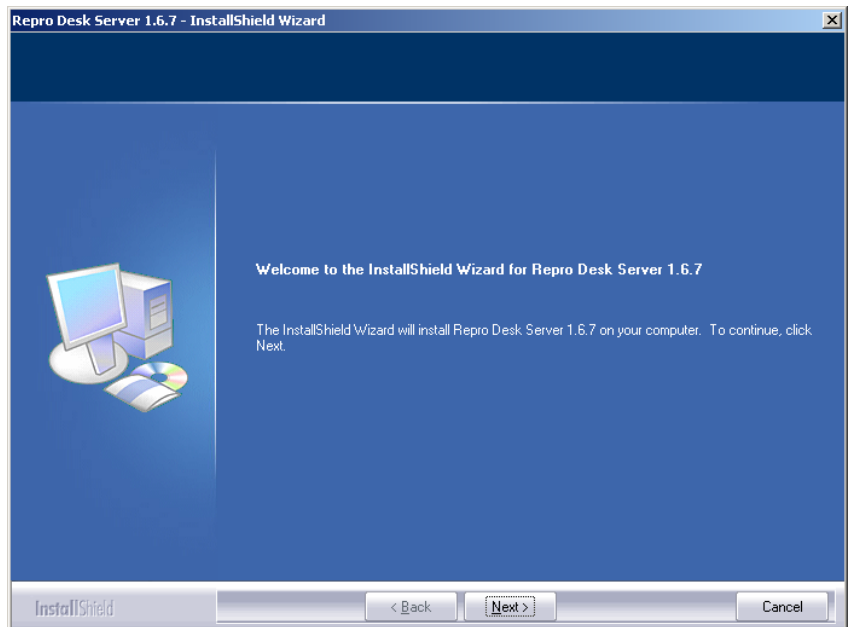 Repro Desk Server 1.6.7 - InstallShield Wizard
Welcome to the InstallShield Wizard for Repro Desk Server 1.6.7
The InstallShield Wizard will install Repro Desk Server 1.6.7 on your computer. To continue, click
Next.
InstallShield
< Back
Next >
Cancel